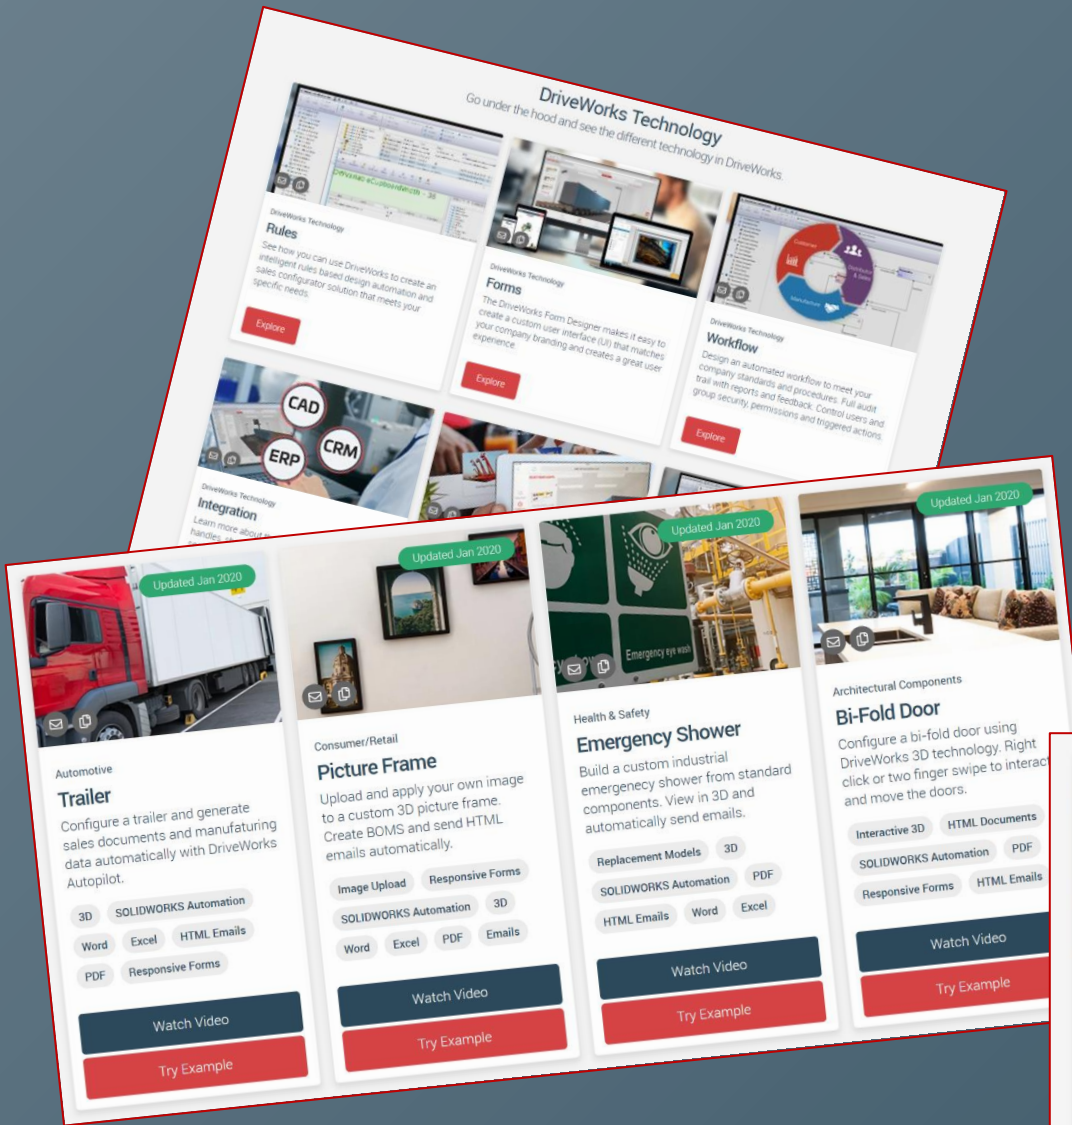 DriveWorks Technology
Go under the hood and see the different technology in DriveWorks.
DriveWorks Technology
Rules
See how you can use DriveWorks to create an
intelligent rules based design automation and
sales configurator solution that meets your
specific needs.
Explore
DriveWorks Technology
Forms
The DriveWorks Form Designer makes it easy to
create a custom user interface (UI) that matches
your company branding and creates a great user
experience.
Explore
Customer
Distribution
& Sales
Manufacture
DriveWorks Technology
Workflow
Design an automated workflow to meet your
company standards and procedures. Full audit
trail with reports and feedback. Control users and
group security, permissions and triggered actions.
Explore
CAD
CRM
ERP
DriveWorks Technology
Integration
Learn more about
handles,
Updated Jan 2020
Automotive
Trailer
Configure a trailer and generate
sales documents and manufaturing
data automatically with DriveWorks
Autopilot.
3D SOLIDWORKS Automation
Word Excel HTML Emails
PDF Responsive Forms
Watch Video
Try Example
Updated Jan 2020
Consumer/Retail
Picture Frame
Upload and apply your own image
to a custom 3D picture frame.
Create BOMS and send HTML
emails automatically.
Image Upload Responsive Forms
SOLIDWORKS Automation 3D
Word Excel PDF Emails
Watch Video
Try Example
Updated Jan 2020
Emergency eye wash
Health & Safety
Emergency Shower
Build a custom industrial
emergenecy shower from standard
components. View in 3D and
automatically send emails.
Replacement Models 3D
SOLIDWORKS Automation PDF
HTML Emails Word Excel
Watch Video
Try Example
Updated Jan 2020
Architectural Components
Bi-Fold Door
Configure a bi-fold door using
DriveWorks 3D technology. Right
click or two finger swipe to interact
and move the doors.
Interactive 3D HTML Documents
SOLIDWORKS Automation PDF
Responsive Forms HTML Emails
Watch Video
Try Example